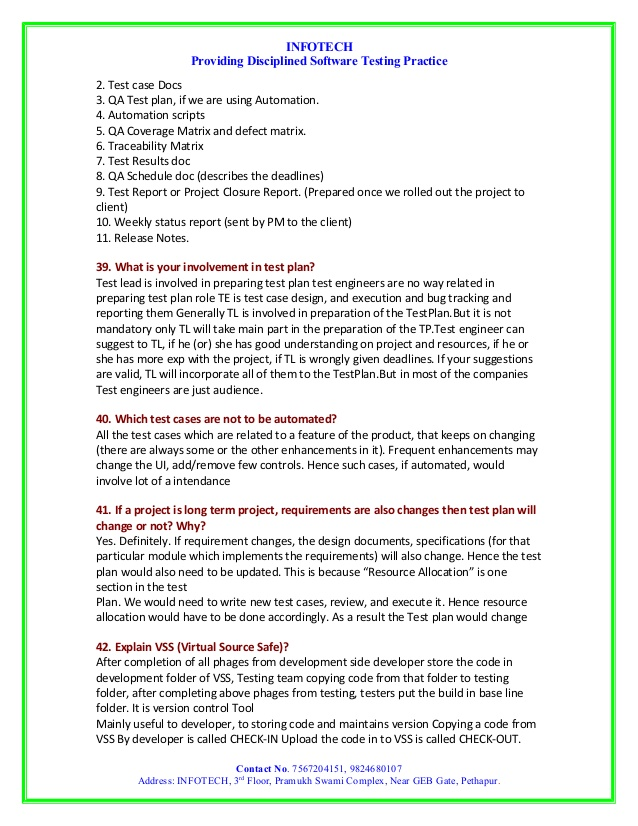 INFOTECH
Providing Disciplined Software Testing Practice
2. Test case Docs
3. QA Test plan, if we are using Automation.
4. Automation scripts
5. QA Coverage Matrix and defect matrix.
6. Traceability Matrix
7. Test Results doc
8. QA Schedule doc (describes the deadlines)
9. Test Report or Project Closure Report. (Prepared once we rolled out the project to
client)
10. Weekly status report (sent by PM to the client)
11. Release Notes.
39. What is your involvement in test plan?
Test lead is involved in preparing test plan test engineers are no way related in
preparing test plan role TE is test case design, and execution and bug tracking and
reporting them Generally TL is involved in preparation of the TestPlan.But it is not
mandatory only TL will take main part in the preparation of the TP.Test engineer can
suggest to TL, if he (or) she has good understanding on project and resources, if he or
she has more exp with the project, if TL is wrongly given deadlines. If your suggestions
are valid, TL will incorporate all of them to the TestPlan.But in most of the companies
Test engineers are just audience.
40. Which test cases are not to be automated?
All the test cases which are related to a feature of the product, that keeps on changing
(there are always some or the other enhancements in it). Frequent enhancements may
change the UI, add/remove few controls. Hence such cases, if automated, would
involve lot of a intendance
41. If a project is long term project, requirements are also changes then test plan will
change or not? Why?
Yes. Definitely. If requirement changes, the design documents, specifications (for that
particular module which implements the requirements) will also change. Hence the test
plan would also need to be updated. This is because “Resource Allocation” is one
section in the test
Plan. We would need to write new test cases, review, and execute it. Hence resource
allocation would have to be done accordingly. As a result the Test plan would change
42. Explain VSS (Virtual Source Safe)?
After completion of all phages from development side developer store the code in
development folder of VSS, Testing team copying code from that folder to testing
folder, after completing above phages from testing, testers put the build in base line
folder. It is version control Tool
Mainly useful to developer, to storing code and maintains version Copying a code from
VSS By developer is called CHECK-IN Upload the code in to VSS is called CHECK-OUT.
Contact No. 7567204151, 9824680107
Address: INFOTECH, 3rd Floor, Pramukh Swami Complex, Near GEB Gate, Pethapur.